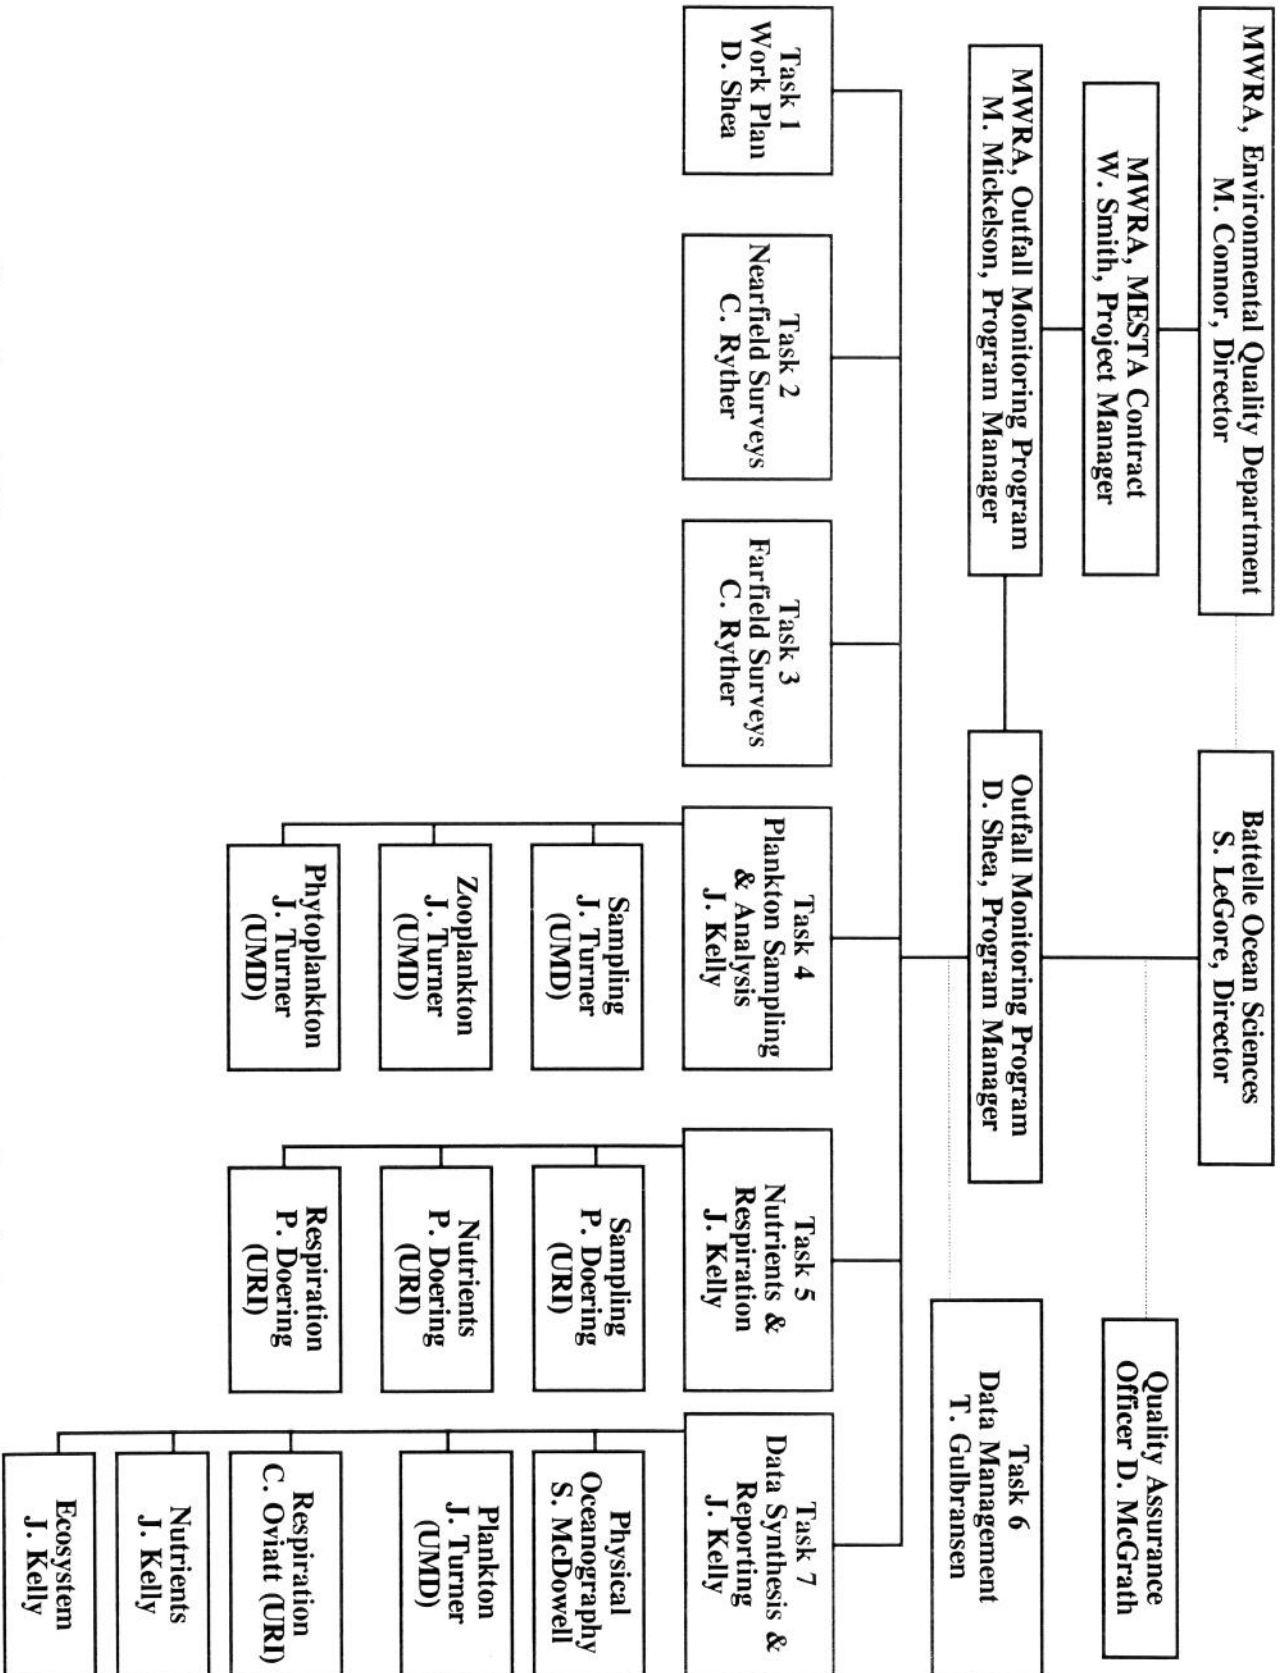 MWRA, Environmental Quality Department
M. Connor, Director
Battelle Ocean Sciences
S. LeGore, Director
MWRA, MESTA Contract
W. Smith, Project Manager
Quality Assurance
Officer D. McGrath
MWRA, Outfall Monitoring Program
M. Mickelson, Program Manager
Outfall Monitoring Program
D. Shea, Program Manager
Task 6
Data Management
T. Gulbransen
Task 1
Work Plan
D. Shea
Task 2
Nearfield Surveys
C. Ryther
Task 3
Farfield Surveys
C. Ryther
Task 4
Plankton Sampling
& Analysis
J. Kelly
Sampling
J. Turner
(UMD)
Zooplankton
J. Turner
(UMD)
Phytoplankton
J. Turner
(UMD)
Task 5
Nutrients &
Respiration
J. Kelly
Sampling
P. Doering
(URI)
Nutrients
P. Doering
(URI)
Respiration
P. Doering
(URI)
Task 7
Data Synthesis &
Reporting
J. Kelly
Physical
Oceanography
S. McDowell
Plankton
J. Turner
(UMD)
Respiration
C. Oviatt (URI)
Nutrients
J. Kelly
Ecosystem
J. Kelly